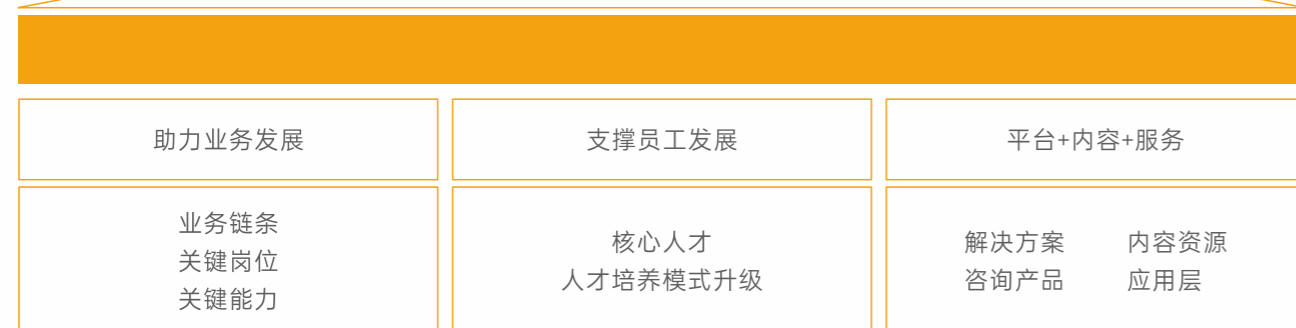 助力业务发展
支撑员工发展
平台+内容+服务
业务链条
关键岗位
关键能力
核心人才
人才培养模式升级
解决方案 内容资源
咨询产品 应用层